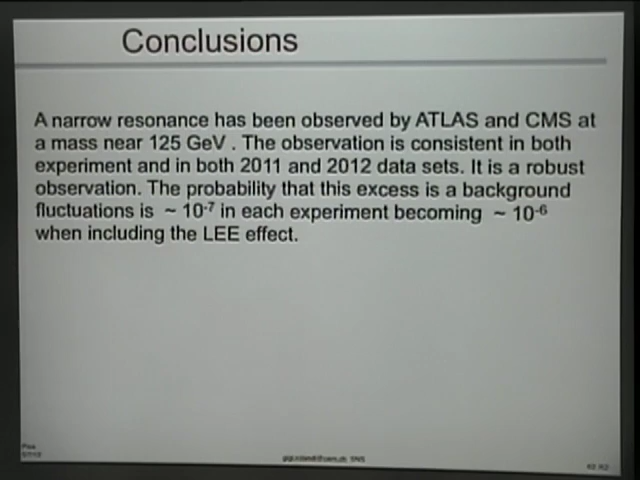 Conclusions
A narrow resonance has been observed by ATLAS and CMS at
a mass near 125 GeV . The observation is consistent in both
experiment and in both 2011 and 2012 data sets. It is a robust
observation. The probability that this excess is a background
fluctuations is ~ 10-7 in each experiment becoming ~ 10-6
when including the LEE effect.